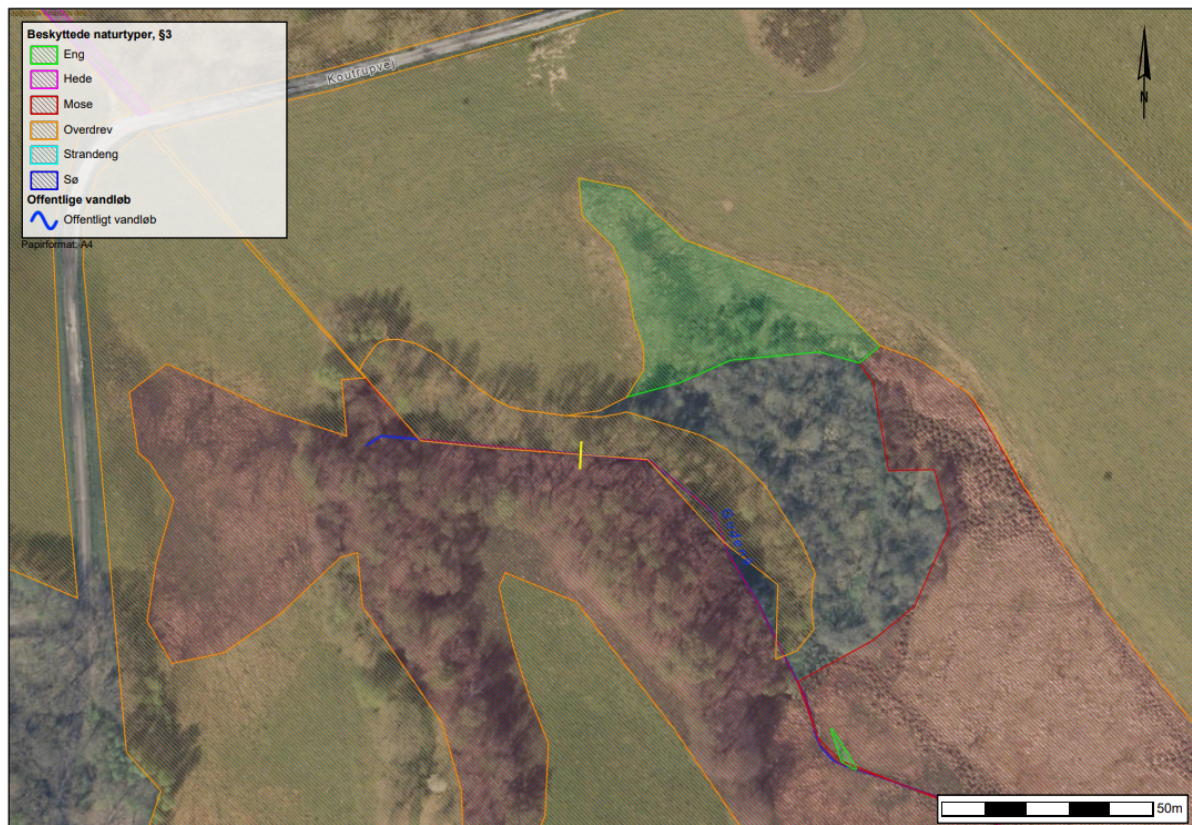 Beskyttede naturtyper, §3
Eng
Hede
Mose
Overdrev
Strandeng
Sø
Offentlige vandløb
Offentligt vandløb
Papirformat: A4
Koutrupvej
N
50m